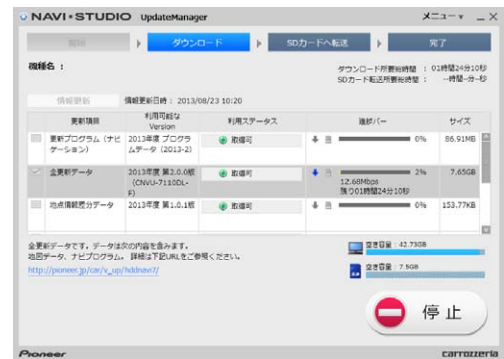 NAVI•STUDIO UpdateManager
メニュー
開始
ダウンロード
SDカードへ転送
完了
機種名 :
ダウンロード所要総時間 : 01時間24分10秒
SDカード転送所要総時間 : --時間--分--秒
情報更新
情報更新日時 : 2013/08/23 10:20
更新項目
利用可能な
Version
利用ステータス
進捗バー
サイズ
更新プログラム（ナビ
ゲーション）
2013年度 プログラ
ムデータ (2013-2)
取得可
0%
86.91MB
全更新データ
2013年度 第2.0.0版
(CNVU-7110DL-
F)
取得可
2%
12.68Mbps
残り01時間24分10秒
7.65GB
地点情報差分データ
2013年度 第1.0.1版
取得可
0%
153.77KB
全更新データです。データは次の内容を含みます。
地図データ、ナビプログラム。 詳細は下記URLをご参照ください。
http://pioneer.jp/car/v_up/hddnavi7/
空き容量 : 42.73GB
空き容量 : 7.5GB
停止
Pioneer
carrozzeria